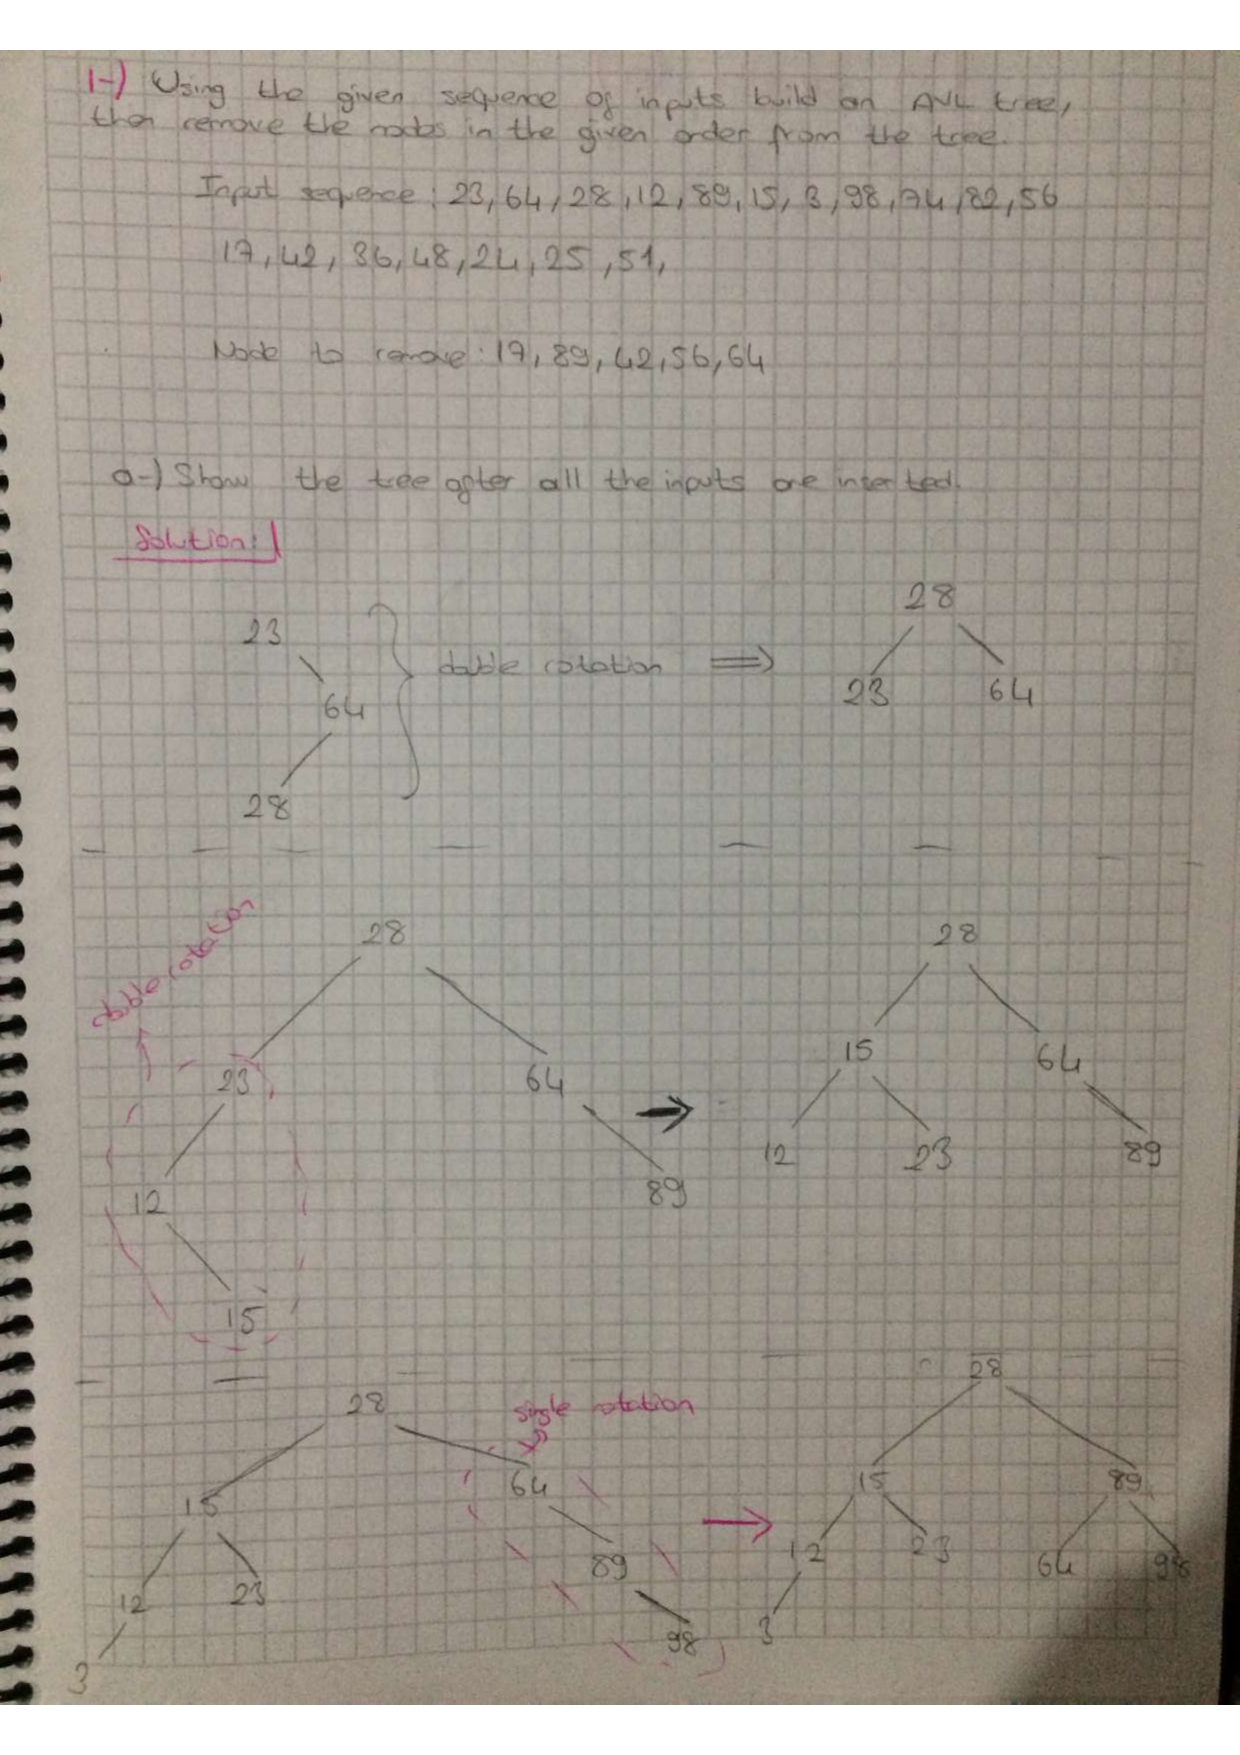 1-) Using the given sequence of inputs build an AVL tree,
then remove the nodes in the given order from the tree.
Input sequence : 23, 64, 28, 12, 89, 15, 3, 98, 74, 82, 56
17, 42, 36, 48, 24, 25, 51,
Node to remove : 17, 89, 42, 56, 64
a-) Show the tree after all the inputs are interted.
Solution:
28
23
double rotation
23 64
64
28
double rotation
28 28
15
23 64 64
12 23 89
89
12
15
28
28
single rotation
64 15 89
15
12 23 64 98
89
12 23
3
98
3